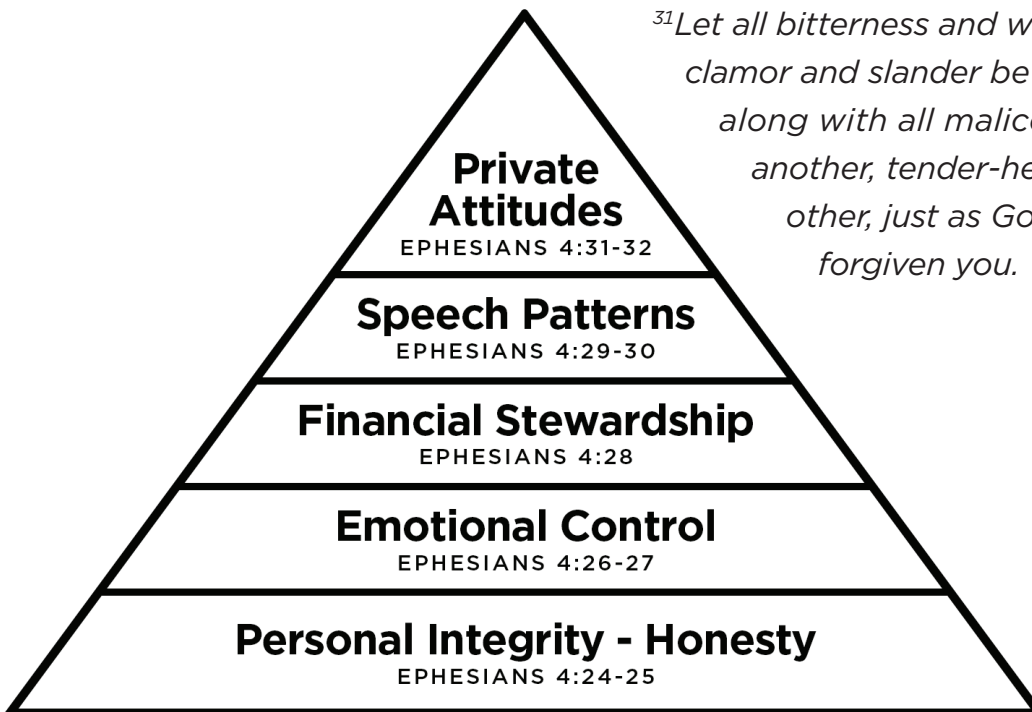 ³¹Let all bitterness and
clamor and slander be
along with all malice
another, tender-
other, just as
forgiven you.
Private
Attitudes
EPHESIANS 4:31-32
Speech Patterns
EPHESIANS 4:29-30
Financial Stewardship
EPHESIANS 4:28
Emotional Control
EPHESIANS 4:26-27
Personal Integrity - Honesty
EPHESIANS 4:24-25